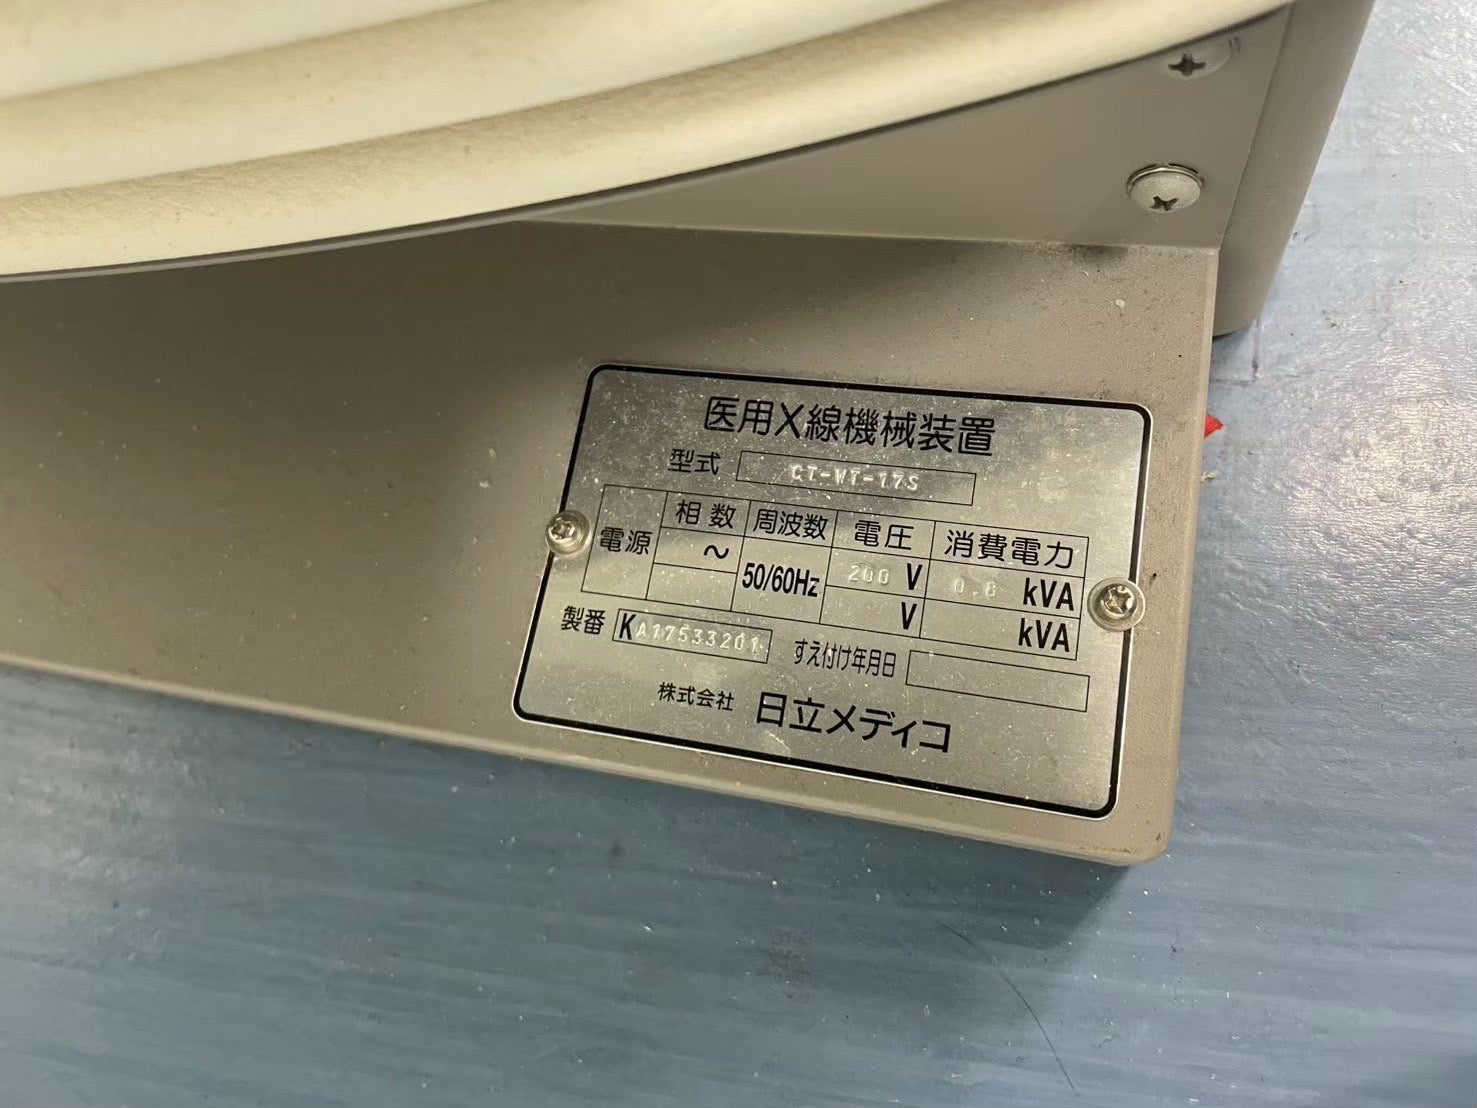 医用X線機械装置
型式 CT-WT-17S
電源 相数 周波数 電圧 消費電力
~ 50/60Hz 200 V 0.8 kVA
V kVA
製番 KA17533201 すえ付け年月日
株式会社 日立メディコ